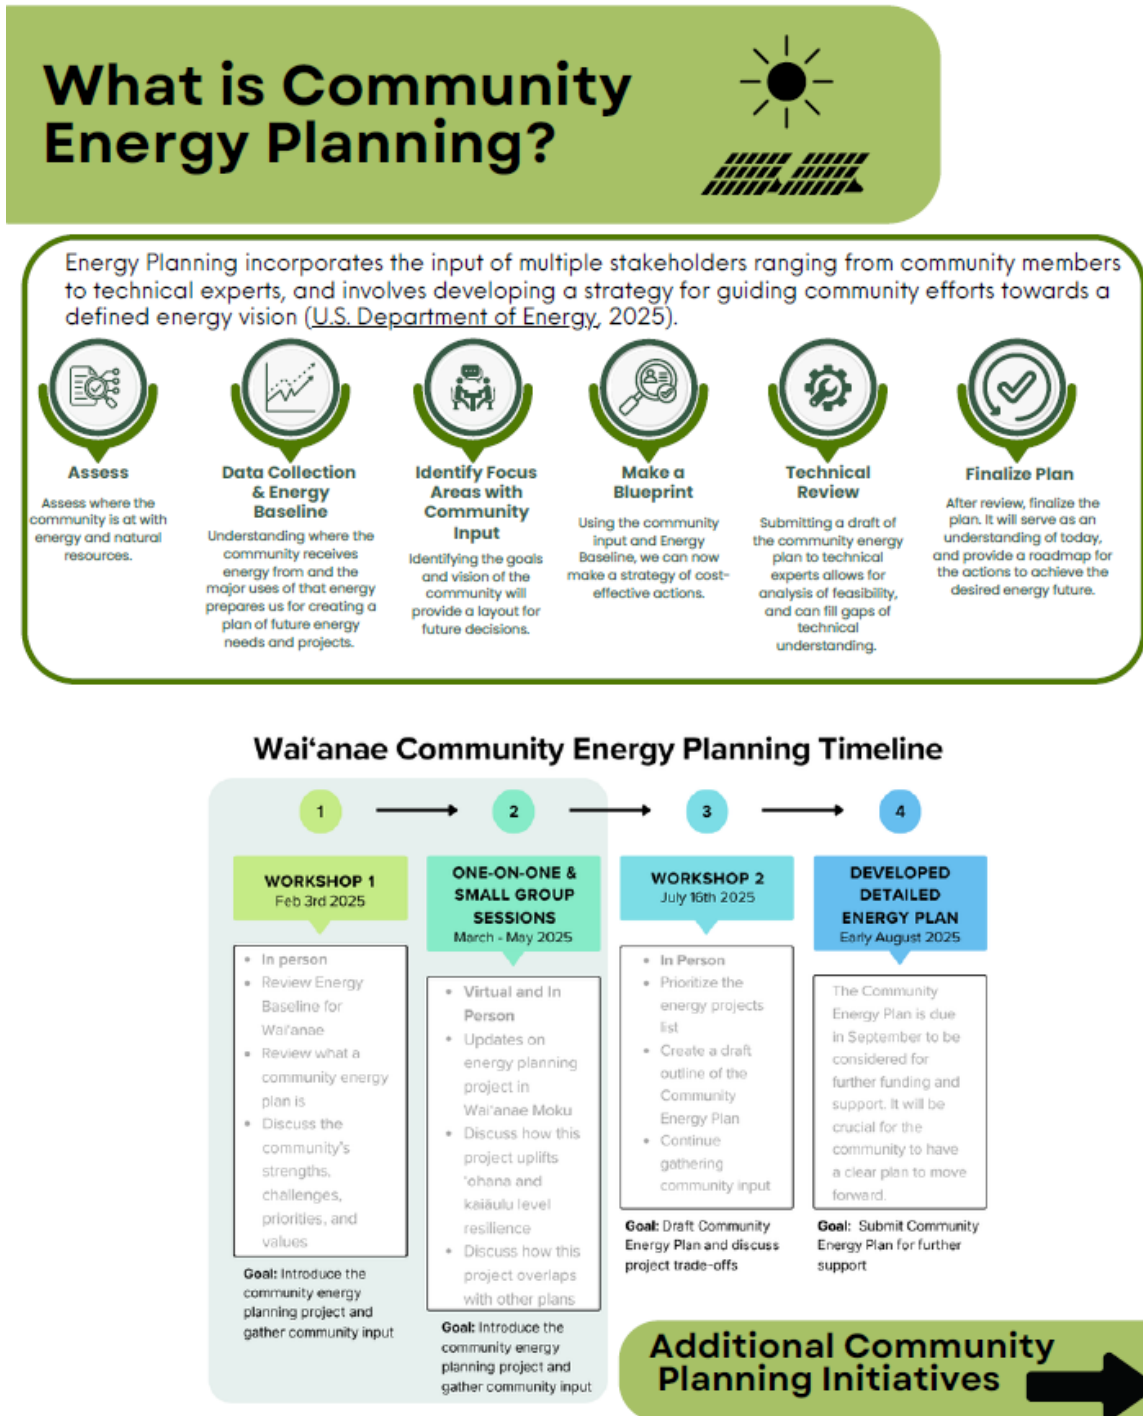 What is Community
Energy Planning?
Energy Planning incorporates the input of multiple stakeholders ranging from community members
to technical experts, and involves developing a strategy for guiding community efforts towards a
defined energy vision (U.S. Department of Energy, 2025).
Assess
Assess where the
community is at with
energy and natural
resources.
Data Collection
& Energy
Baseline
Understanding where the
community receives
energy from and the
major uses of that energy
prepares us for creating a
plan of future energy
needs and projects.
Identify Focus
Areas with
Community
Input
Identifying the goals
and vision of the
community will
provide a layout for
future decisions.
Make a
Blueprint
Using the community
input and Energy
Baseline, we can now
make a strategy of cost-
effective actions.
Technical
Review
Submitting a draft of
the community energy
plan to technical
experts allows for
analysis of feasibility,
and can fill gaps of
technical
understanding.
Finalize Plan
After review, finalize the
plan. It will serve as an
understanding of today,
and provide a roadmap for
the actions to achieve the
desired energy future.
Waiʻanae Community Energy Planning Timeline
1
2
3
4
WORKSHOP 1
Feb 3rd 2025
• In person
• Review Energy
Baseline for
Waiʻanae
• Review what a
community energy
plan is
• Discuss the
community's
strengths,
challenges,
priorities, and
values
Goal: Introduce the
community energy
planning project and
gather community input
ONE-ON-ONE &
SMALL GROUP
SESSIONS
March - May 2025
• Virtual and In
Person
• Updates on
energy planning
project in
Waiʻanae Moku
• Discuss how this
project uplifts
ʻohana and
kaiāulu level
resilience
• Discuss how this
project overlaps
with other plans
Goal: Introduce the
community energy
planning project and
gather community input
WORKSHOP 2
July 16th 2025
• In Person
• Prioritize the
energy projects
list
• Create a draft
outline of the
Community
Energy Plan
• Continue
gathering
community input
Goal: Draft Community
Energy Plan and discuss
project trade-offs
DEVELOPED
DETAILED
ENERGY PLAN
Early August 2025
The Community
Energy Plan is due
in September to be
considered for
further funding and
support. It will be
crucial for the
community to have
a clear plan to move
forward.
Goal: Submit Community
Energy Plan for further
support
Additional Community
Planning Initiatives